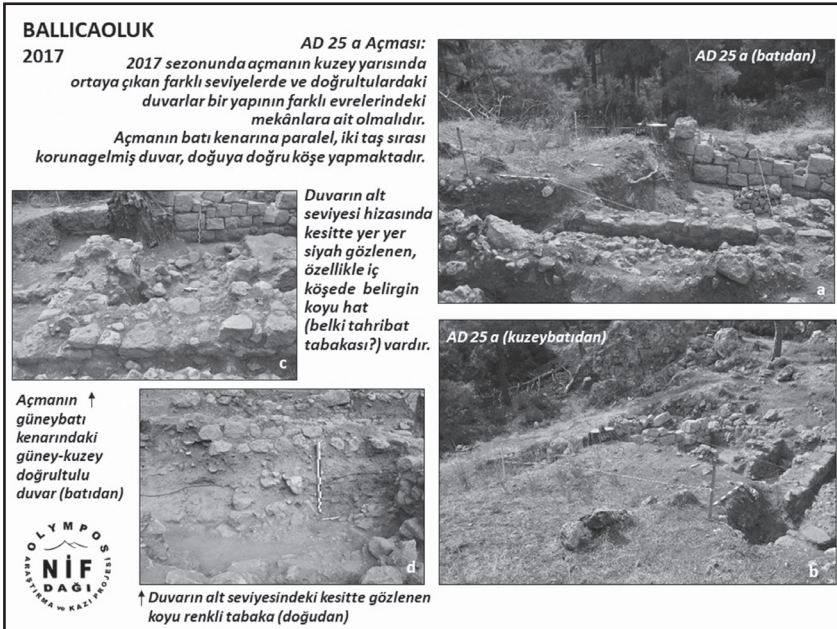 BALLICAOLUK
2017
AD 25 a Açması:
2017 sezonunda açmanın kuzey yarısında
ortaya çıkan farklı seviyelerde ve doğrultulardaki
duvarlar bir yapının farklı evrelerindeki
mekânlara ait olmalıdır.
Açmanın batı kenarına paralel, iki taş sırası
korunagelmiş duvar, doğuya doğru köşe yapmaktadır.
AD 25 a (batıdan)
a
Duvarın alt
seviyesi hizasında
kesitte yer yer
siyah gözlenen,
özellikle iç
köşede belirgin
koyu hat
(belki tahribat
tabakası?) vardır.
c
AD 25 a (kuzeybatıdan)
b
Açmanın ↑
güneybatı
kenarındaki
güney-kuzey
doğrultulu
duvar (batıdan)
d
OLYMPOS
NİF
DAĞI
ARAŞTIRMA ve KAZI PROJESİ
↑ Duvarın alt seviyesindeki kesitte gözlenen
koyu renkli tabaka (doğudan)